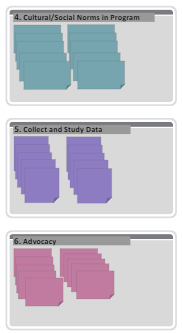 4. Cultural/Social Norms in Program
5. Collect and Study Data
6. Advocacy